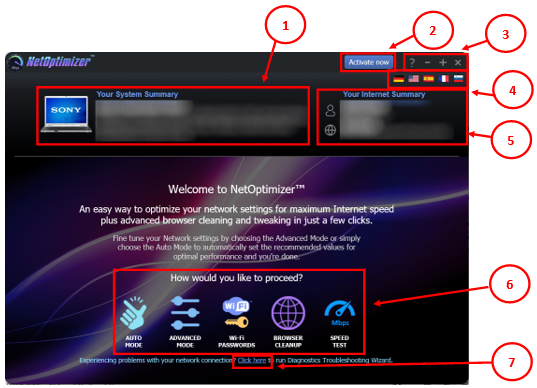 1
2
3
NetOptimizer™
Activate now
? − + ×
4
Your System Summary
Your Internet Summary
SONY
5
Welcome to NetOptimizer™
An easy way to optimize your network settings for maximum Internet speed
plus advanced browser cleaning and tweaking in just a few clicks.
Fine tune your Network settings by choosing the Advanced Mode or simply
choose the Auto Mode to automatically set the recommended values for
optimal performance and you're done.
How would you like to proceed?
6
Wi Fi
Mbps
AUTO MODE
ADVANCED MODE
Wi-Fi PASSWORDS
BROWSER CLEANUP
SPEED TEST
Experiencing problems with your network connection? Click here to run Diagnostics Troubleshooting Wizard.
7